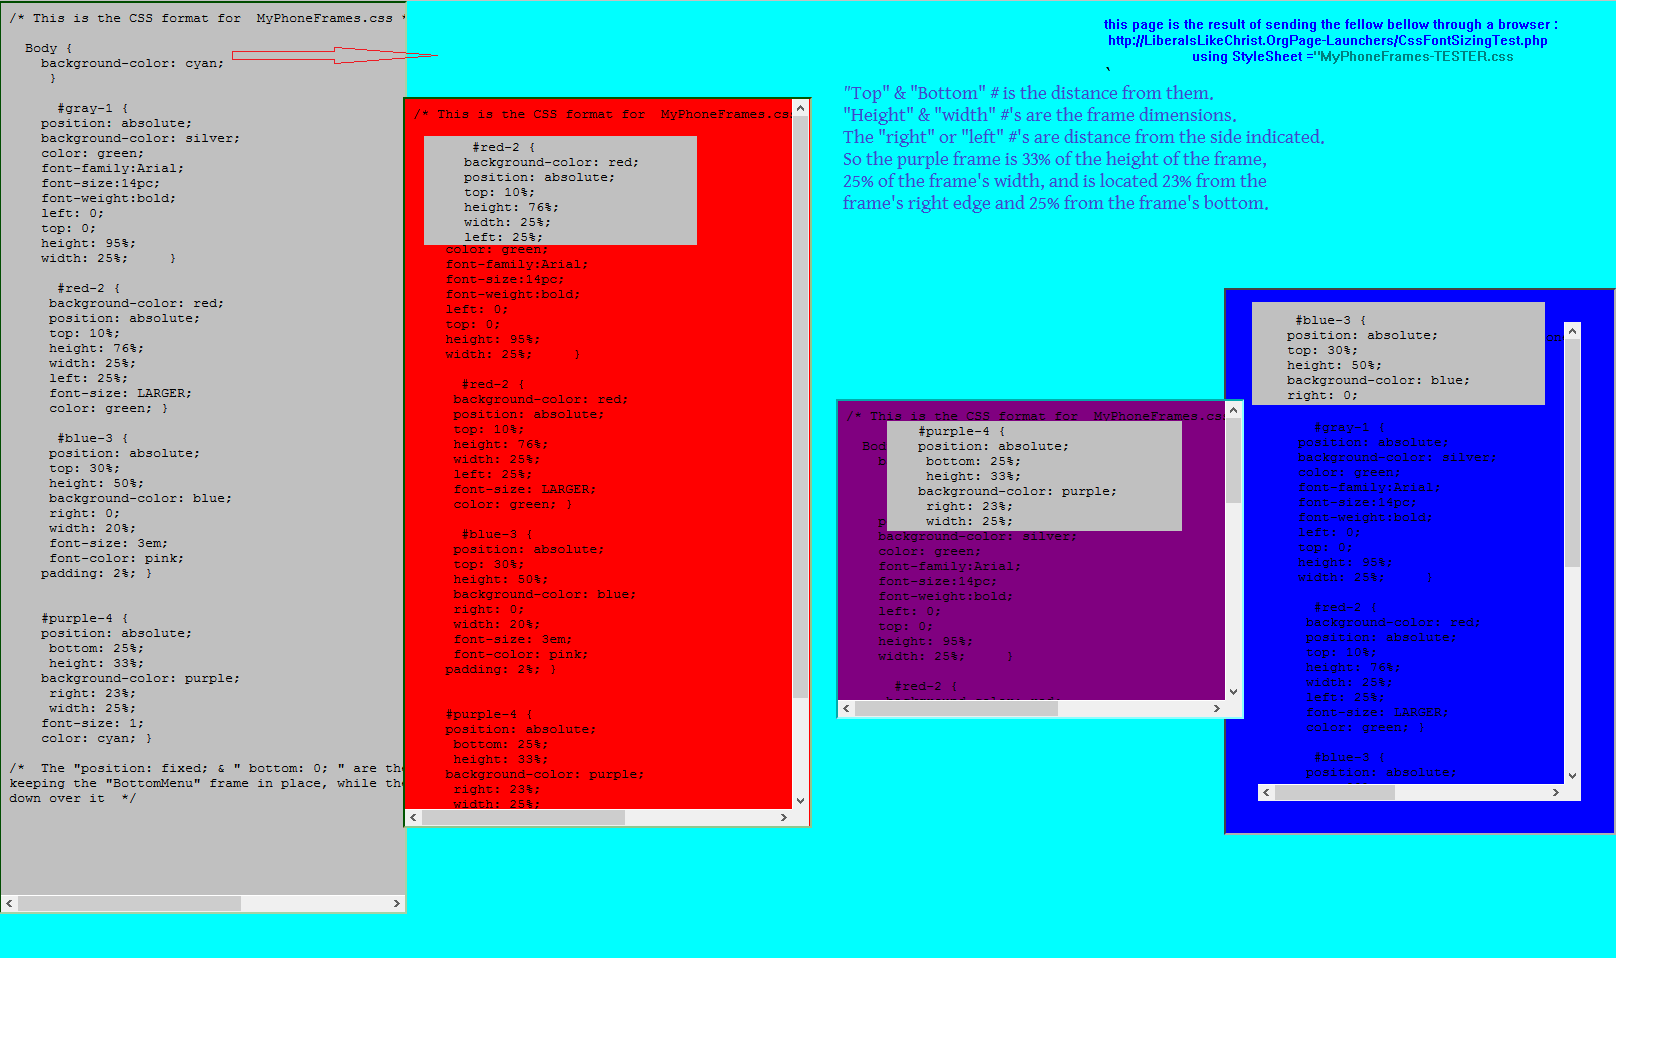 /* This is the CSS format for  MyPhoneFrames.css *
Body {
background-color: cyan;
}
#gray-1 {
position: absolute;
background-color: silver;
color: green;
font-family:Arial;
font-size:14pc;
font-weight:bold;
left: 0;
top: 0;
height: 95%;
width: 25%;     }
#red-2 {
background-color: red;
position: absolute;
top: 10%;
height: 76%;
width: 25%;
left: 25%;
font-size: LARGER;
color: green; }
#blue-3 {
position: absolute;
top: 30%;
height: 50%;
background-color: blue;
right: 0;
width: 20%;
font-size: 3em;
font-color: pink;
padding: 2%; }
#purple-4 {
position: absolute;
bottom: 25%;
height: 33%;
background-color: purple;
right: 23%;
width: 25%;
font-size: 1;
color: cyan; }
/*  The "position: fixed; & " bottom: 0; " are the
keeping the "BottomMenu" frame in place, while the
down over it  */
this page is the result of sending the fellow bellow through a browser :
http://LiberalsLikeChrist.OrgPage-Launchers/CssFontSizingTest.php
using StyleSheet ="MyPhoneFrames-TESTER.css
"Top" & "Bottom" # is the distance from them.
"Height" & "width" #'s are the frame dimensions.
The "right" or "left" #'s are distance from the side indicated.
So the purple frame is 33% of the height of the frame,
25% of the frame's width, and is located 23% from the
frame's right edge and 25% from the frame's bottom.
/* This is the CSS format for  MyPhoneFrames.css
#red-2 {
background-color: red;
position: absolute;
top: 10%;
height: 76%;
width: 25%;
left: 25%;
color: green;
font-family:Arial;
font-size:14pc;
font-weight:bold;
left: 0;
top: 0;
height: 95%;
width: 25%;     }
#red-2 {
background-color: red;
position: absolute;
top: 10%;
height: 76%;
width: 25%;
left: 25%;
font-size: LARGER;
color: green; }
#blue-3 {
position: absolute;
top: 30%;
height: 50%;
background-color: blue;
right: 0;
width: 20%;
font-size: 3em;
font-color: pink;
padding: 2%; }
#purple-4 {
position: absolute;
bottom: 25%;
height: 33%;
background-color: purple;
right: 23%;
width: 25%;
/* This is the CSS format for  MyPhoneFrames.cs
Bod
b
#purple-4 {
position: absolute;
bottom: 25%;
height: 33%;
background-color: purple;
right: 23%;
width: 25%;
p
background-color: silver;
color: green;
font-family:Arial;
font-size:14pc;
font-weight:bold;
left: 0;
top: 0;
height: 95%;
width: 25%;     }
#red-2 {
#blue-3 {
position: absolute;
top: 30%;
height: 50%;
background-color: blue;
right: 0;
#gray-1 {
position: absolute;
background-color: silver;
color: green;
font-family:Arial;
font-size:14pc;
font-weight:bold;
left: 0;
top: 0;
height: 95%;
width: 25%;     }
#red-2 {
background-color: red;
position: absolute;
top: 10%;
height: 76%;
width: 25%;
left: 25%;
font-size: LARGER;
color: green; }
#blue-3 {
position: absolute;